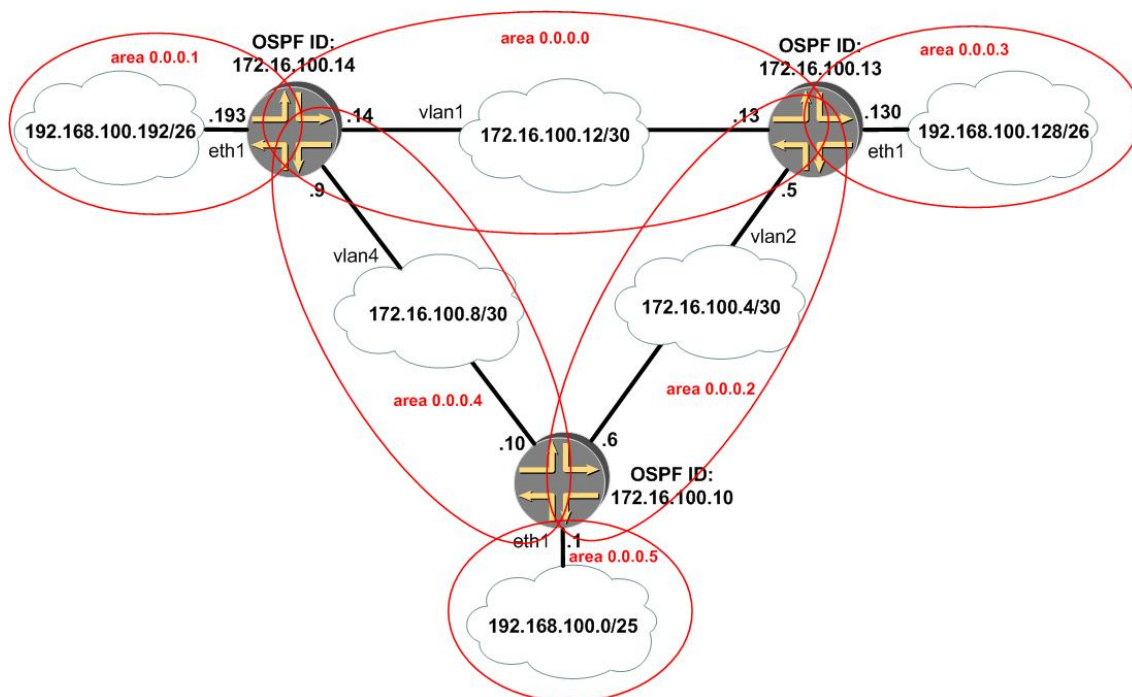 area 0.0.0.1
OSPF ID:
172.16.100.14
area 0.0.0.0
OSPF ID:
172.16.100.13
area 0.0.0.3
192.168.100.192/26
.193
eth1
.14
vlan1
172.16.100.12/30
.13
.130
eth1
192.168.100.128/26
.9
.5
vlan4
vlan2
172.16.100.8/30
172.16.100.4/30
area 0.0.0.4
area 0.0.0.2
.10
.6
OSPF ID:
172.16.100.10
eth1
.1
area 0.0.0.5
192.168.100.0/25